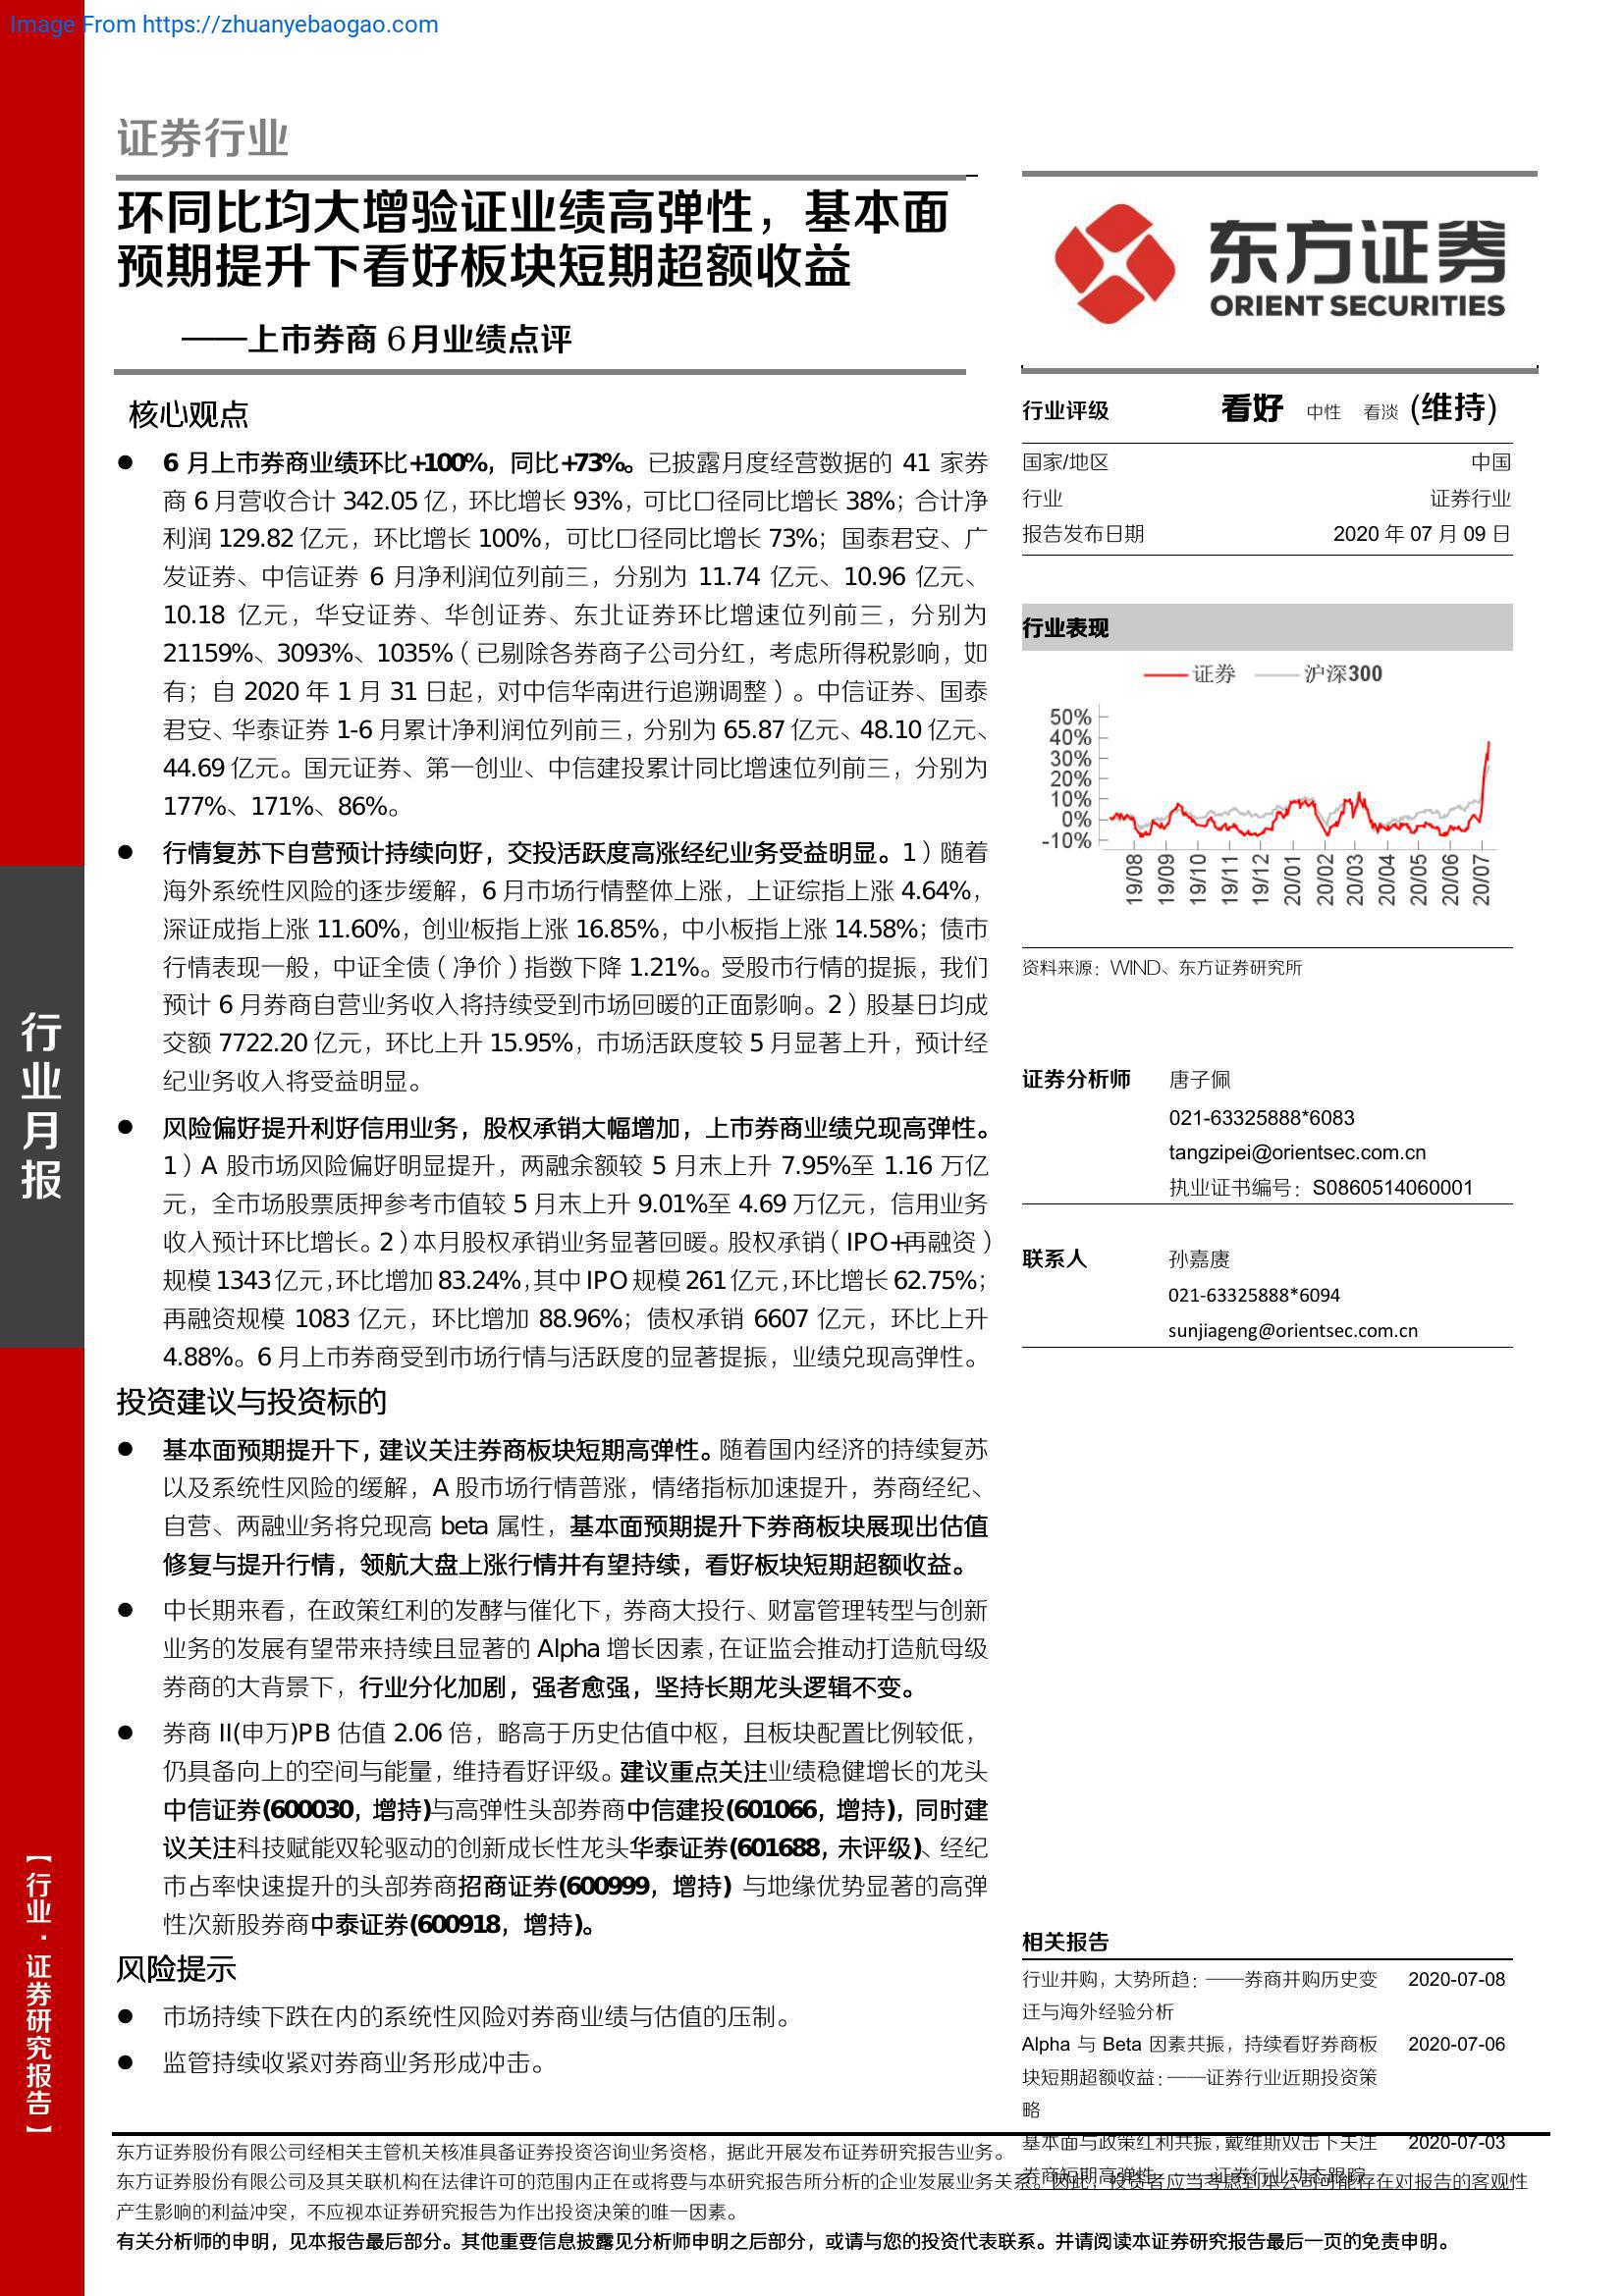 Image From https://zhuanyebaogao.com
证券行业
环同比均大增验证业绩高弹性，基本面
预期提升下看好板块短期超额收益
——上市券商 6月业绩点评
核心观点
● 6 月上市券商业绩环比+100%，同比+73%。已披露月度经营数据的 41 家券
商 6 月营收合计 342.05 亿，环比增长 93%，可比口径同比增长 38%；合计净
利润 129.82 亿元，环比增长 100%，可比口径同比增长 73%；国泰君安、广
发证券、中信证券 6 月净利润位列前三，分别为 11.74 亿元、10.96 亿元、
10.18 亿元，华安证券、华创证券、东北证券环比增速位列前三，分别为
21159%、3093%、1035%（已剔除各券商子公司分红，考虑所得税影响，如
有；自 2020 年 1 月 31 日起，对中信华南进行追溯调整）。中信证券、国泰
君安、华泰证券 1-6 月累计净利润位列前三，分别为 65.87 亿元、48.10 亿元、
44.69 亿元。国元证券、第一创业、中信建投累计同比增速位列前三，分别为
177%、171%、86%。
● 行情复苏下自营预计持续向好，交投活跃度高涨经纪业务受益明显。1）随着
海外系统性风险的逐步缓解，6 月市场行情整体上涨，上证综指上涨 4.64%，
深证成指上涨 11.60%，创业板指上涨 16.85%，中小板指上涨 14.58%；债市
行情表现一般，中证全债（净价）指数下降 1.21%。受股市行情的提振，我们
预计 6 月券商自营业务收入将持续受到市场回暖的正面影响。2）股基日均成
交额 7722.20 亿元，环比上升 15.95%，市场活跃度较 5 月显著上升，预计经
纪业务收入将受益明显。
● 风险偏好提升利好信用业务，股权承销大幅增加，上市券商业绩兑现高弹性。
1）A 股市场风险偏好明显提升，两融余额较 5 月末上升 7.95%至 1.16 万亿
元，全市场股票质押参考市值较 5 月末上升 9.01%至 4.69 万亿元，信用业务
收入预计环比增长。2）本月股权承销业务显著回暖。股权承销（IPO+再融资）
规模 1343 亿元，环比增加 83.24%，其中 IPO 规模 261 亿元，环比增长 62.75%；
再融资规模 1083 亿元，环比增加 88.96%；债权承销 6607 亿元，环比上升
4.88%。6 月上市券商受到市场行情与活跃度的显著提振，业绩兑现高弹性。
投资建议与投资标的
● 基本面预期提升下，建议关注券商板块短期高弹性。随着国内经济的持续复苏
以及系统性风险的缓解，A 股市场行情普涨，情绪指标加速提升，券商经纪、
自营、两融业务将兑现高 beta 属性，基本面预期提升下券商板块展现出估值
修复与提升行情，领航大盘上涨行情并有望持续，看好板块短期超额收益。
● 中长期来看，在政策红利的发酵与催化下，券商大投行、财富管理转型与创新
业务的发展有望带来持续且显著的 Alpha 增长因素，在证监会推动打造航母级
券商的大背景下，行业分化加剧，强者愈强，坚持长期龙头逻辑不变。
● 券商 II(申万)PB 估值 2.06 倍，略高于历史估值中枢，且板块配置比例较低，
仍具备向上的空间与能量，维持看好评级。建议重点关注业绩稳健增长的龙头
中信证券(600030，增持)与高弹性头部券商中信建投(601066，增持)，同时建
议关注科技赋能双轮驱动的创新成长性龙头华泰证券(601688，未评级)、经纪
市占率快速提升的头部券商招商证券(600999，增持) 与地缘优势显著的高弹
性次新股券商中泰证券(600918，增持)。
风险提示
● 市场持续下跌在内的系统性风险对券商业绩与估值的压制。
● 监管持续收紧对券商业务形成冲击。
东方证券
ORIENT SECURITIES
行业评级 看好 中性 看淡 (维持)
国家/地区 中国
行业 证券行业
报告发布日期 2020 年 07 月 09 日
行业表现
证券 沪深300
50%
40%
30%
20%
10%
0%
-10%
19/08 19/09 19/10 19/11 19/12 20/01 20/02 20/03 20/04 20/05 20/06 20/07
资料来源：WIND、东方证券研究所
证券分析师 唐子佩
021-63325888*6083
tangzipei@orientsec.com.cn
执业证书编号：S0860514060001
联系人 孙嘉赓
021-63325888*6094
sunjiageng@orientsec.com.cn
相关报告
行业并购，大势所趋：——券商并购历史变 2020-07-08
迁与海外经验分析
Alpha 与 Beta 因素共振，持续看好券商板 2020-07-06
块短期超额收益：——证券行业近期投资策
略
基本面与政策红利共振，戴维斯双击下关注 2020-07-03
券商短期高弹性：——证券行业动态跟踪
行业月报
【行业·证券研究报告】
东方证券股份有限公司经相关主管机关核准具备证券投资咨询业务资格，据此开展发布证券研究报告业务。
东方证券股份有限公司及其关联机构在法律许可的范围内正在或将要与本研究报告所分析的企业发展业务关系。因此，投资者应当考虑到本公司可能存在对报告的客观性
产生影响的利益冲突，不应视本证券研究报告为作出投资决策的唯一因素。
有关分析师的申明，见本报告最后部分。其他重要信息披露见分析师申明之后部分，或请与您的投资代表联系。并请阅读本证券研究报告最后一页的免责申明。